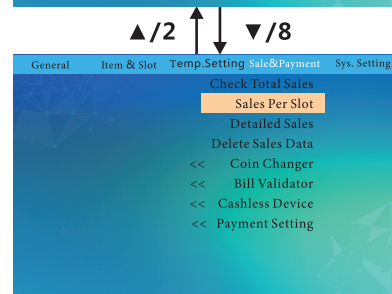 ▲/2 ▼/8
General Item & Slot Temp.Setting Sale&Payment Sys. Setting
Check Total Sales
Sales Per Slot
Detailed Sales
Delete Sales Data
<< Coin Changer
<< Bill Validator
<< Cashless Device
<< Payment Setting